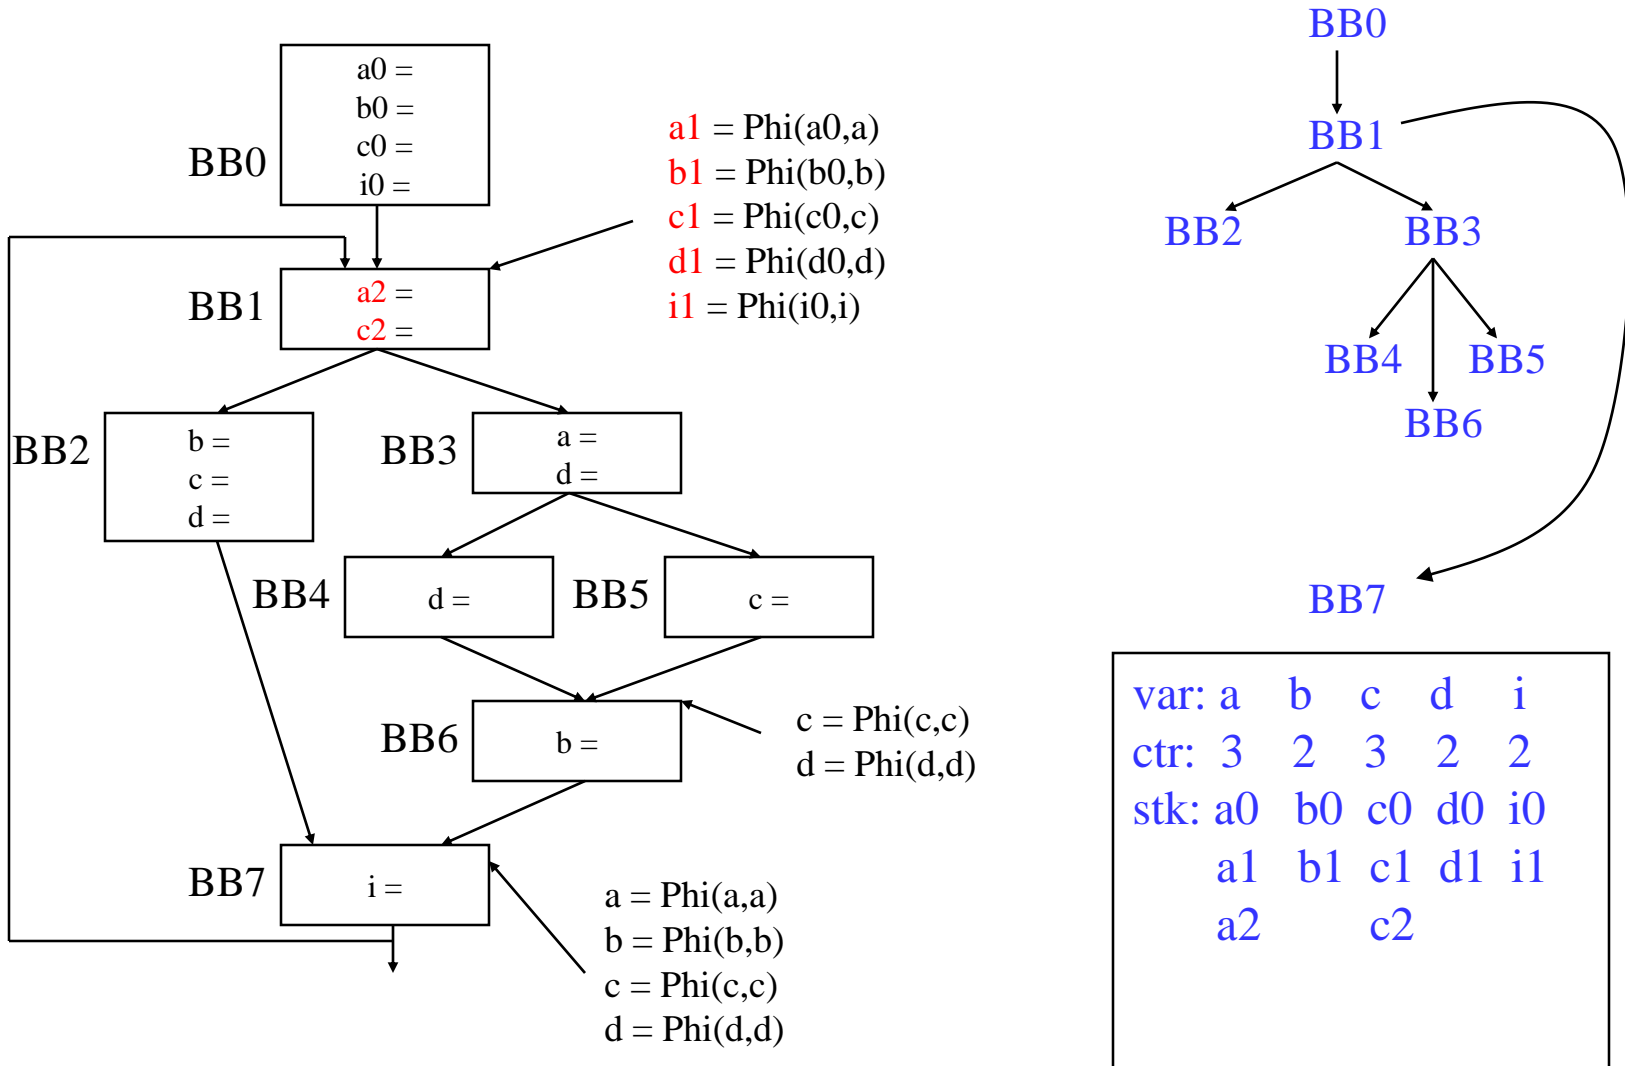 BB0
a0 =
b0 =
c0 =
i0 =
a1 = Phi(a0,a)
b1 = Phi(b0,b)
c1 = Phi(c0,c)
d1 = Phi(d0,d)
i1 = Phi(i0,i)
BB1
a2 =
c2 =
BB2
b =
c =
d =
BB3
a =
d =
BB4
d =
BB5
c =
BB6
b =
c = Phi(c,c)
d = Phi(d,d)
BB7
i =
a = Phi(a,a)
b = Phi(b,b)
c = Phi(c,c)
d = Phi(d,d)
BB0
BB1
BB2 BB3
BB4 BB5
BB6
BB7
var: a b c d i
ctr: 3 2 3 2 2
stk: a0 b0 c0 d0 i0
a1 b1 c1 d1 i1
a2 c2